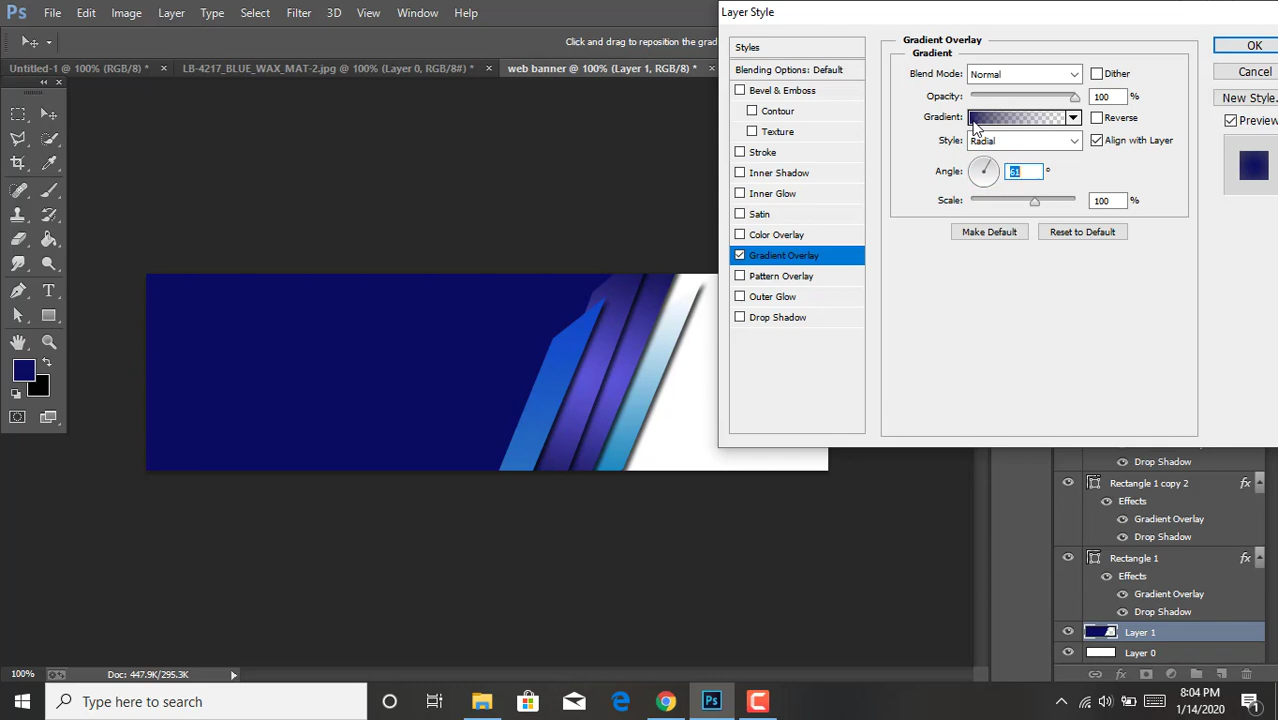 Ps File Edit Image Layer Type Select Filter 3D View Window Help
Click and drag to reposition the grad
Untitled-1 @ 100% (RGB/8) * × LB-4217_BLUE_WAX_MAT-2.jpg @ 100% (Layer 0, RGB/8#) * × web banner @ 100% (Layer 1, RGB/8) * ×
Layer Style
Styles
Blending Options: Default
Bevel & Emboss
Contour
Texture
Stroke
Inner Shadow
Inner Glow
Satin
Color Overlay
Gradient Overlay
Pattern Overlay
Outer Glow
Drop Shadow
Gradient Overlay
Gradient
Blend Mode: Normal Dither
Opacity: 100 %
Gradient: Reverse
Style: Radial Align with Layer
Angle: 61 °
Scale: 100 %
Make Default Reset to Default
OK
Cancel
New Style...
Preview
Drop Shadow
Rectangle 1 copy 2 fx
Effects
Gradient Overlay
Drop Shadow
Rectangle 1 fx
Effects
Gradient Overlay
Drop Shadow
Layer 1
Layer 0
fx
100% Doc: 447.9K/295.3K
Type here to search
Ps
8:04 PM
1/14/2020
1